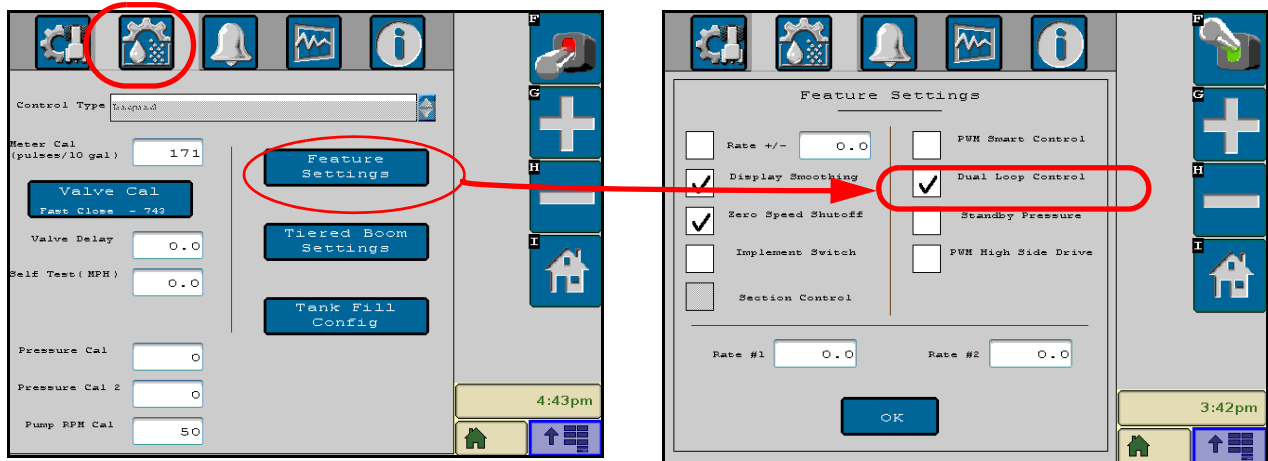 F
G
H
I
Control Type
Meter Cal
(pulses/10 gal)
171
Valve Cal
Fast Close - 743
Valve Delay
0.0
Self Test(MPH)
0.0
Feature
Settings
Tiered Boom
Settings
Tank Fill
Config
Pressure Cal
0
Pressure Cal 2
0
Pump RPM Cal
50
4:43pm
F
G
H
I
Feature Settings
Rate +/-
0.0
Display Smoothing
Zero Speed Shutoff
Implement Switch
Section Control
PWM Smart Control
Dual Loop Control
Standby Pressure
PWM High Side Drive
Rate #1
0.0
Rate #2
0.0
OK
3:42pm